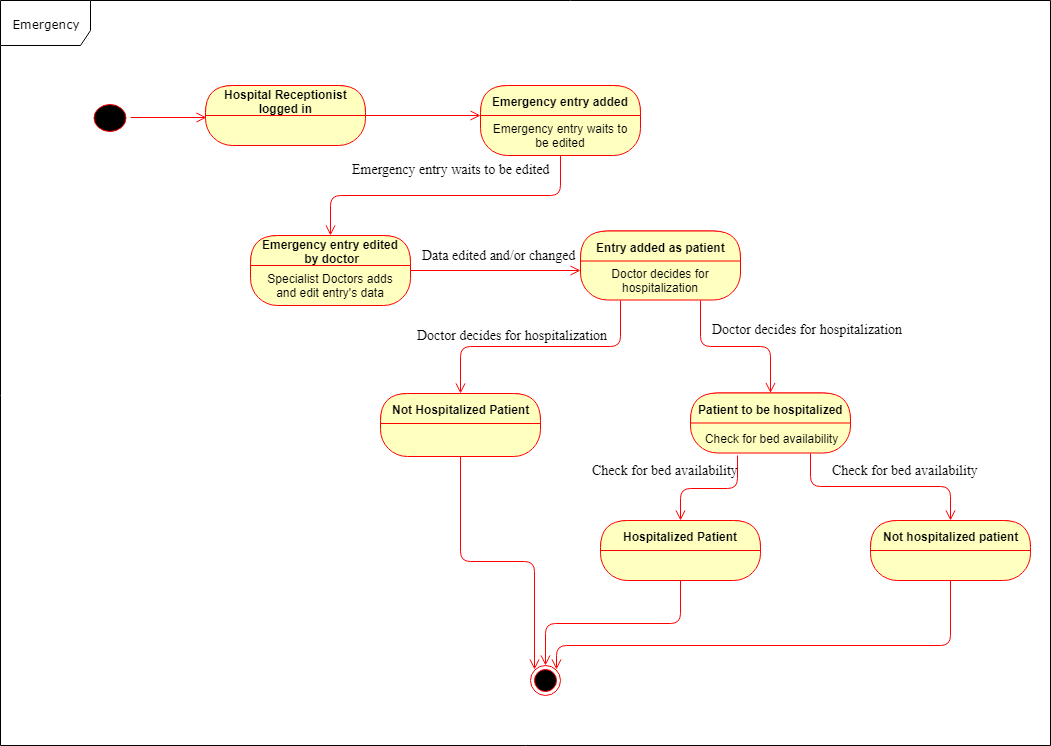 Emergency
Hospital Receptionist
logged in
Emergency entry added
Emergency entry waits to
be edited
Emergency entry waits to be edited
Emergency entry edited
by doctor
Specialist Doctors adds
and edit entry's data
Data edited and/or changed
Entry added as patient
Doctor decides for
hospitalization
Doctor decides for hospitalization
Doctor decides for hospitalization
Not Hospitalized Patient
Patient to be hospitalized
Check for bed availability
Check for bed availability
Check for bed availability
Hospitalized Patient
Not hospitalized patient